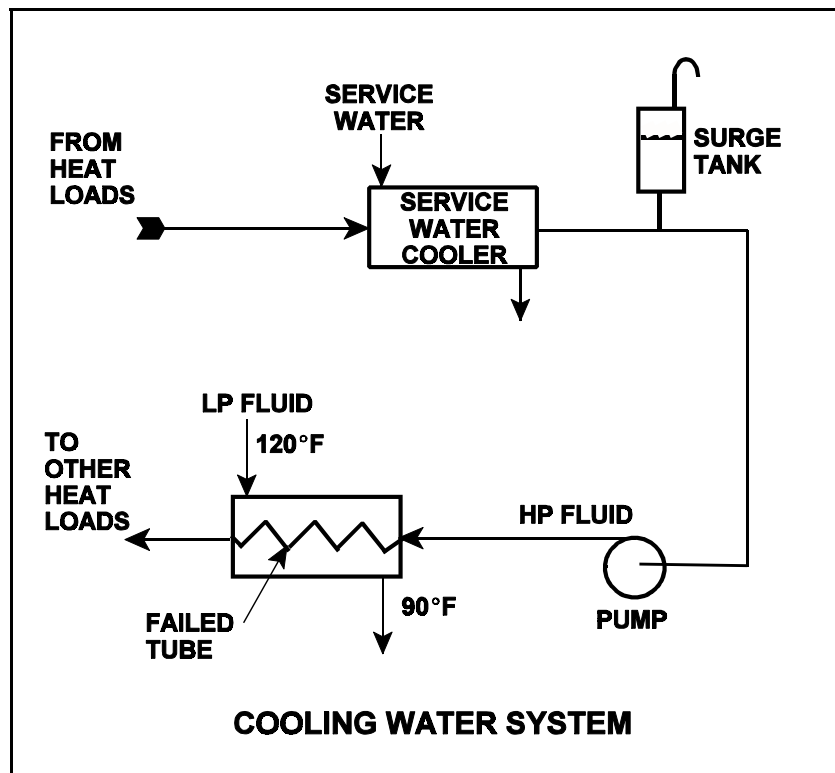 SERVICE
WATER
FROM
HEAT
LOADS
SURGE
TANK
SERVICE
WATER
COOLER
LP FLUID
120°F
TO
OTHER
HEAT
LOADS
HP FLUID
90°F
FAILED
TUBE
PUMP
COOLING WATER SYSTEM